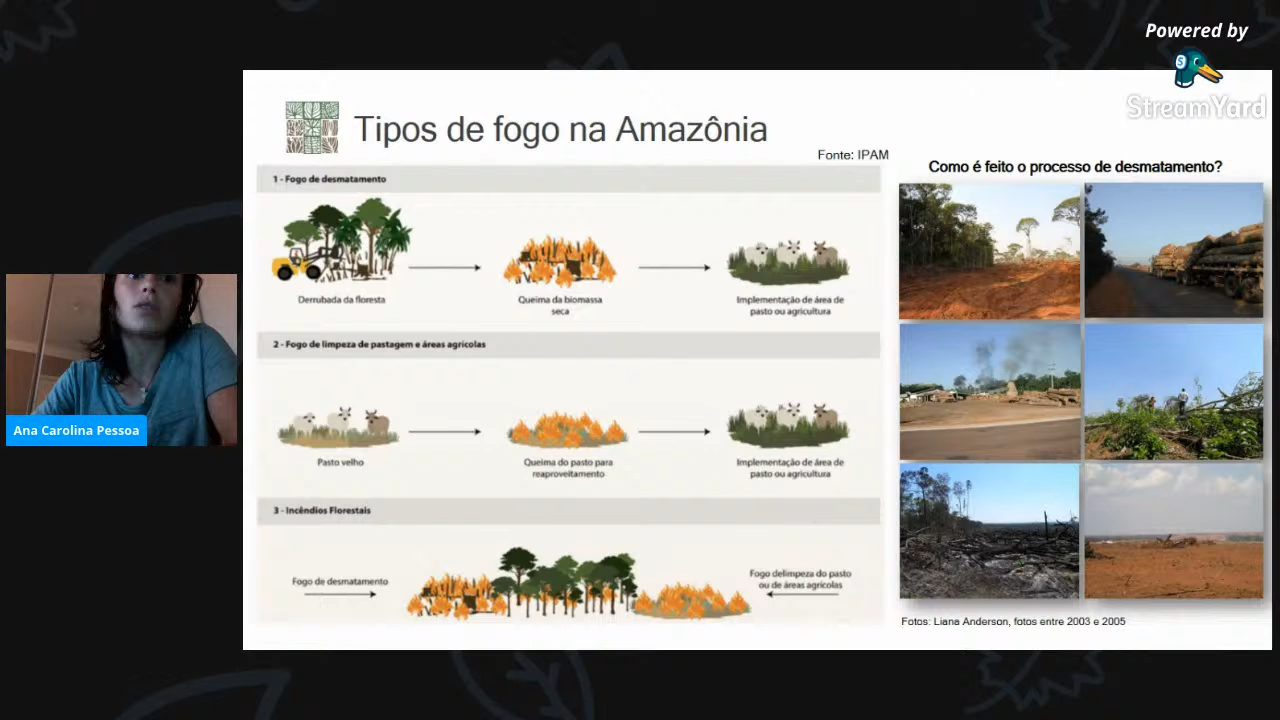 Powered by
StreamYard
Tipos de fogo na Amazônia
Fonte: IPAM
1 - Fogo de desmatamento
Derrubada da floresta
Queima da biomassa
seca
Implementação de área de
pasto ou agricultura
2 - Fogo de limpeza de pastagem e áreas agrícolas
Pasto velho
Queima do pasto para
reaproveitamento
Implementação de área de
pasto ou agricultura
3 - Incêndios Florestais
Fogo de desmatamento
Fogo delimpeza do pasto
ou de áreas agrícolas
Como é feito o processo de desmatamento?
Fotos: Liana Anderson, fotos entre 2003 e 2005
Ana Carolina Pessoa